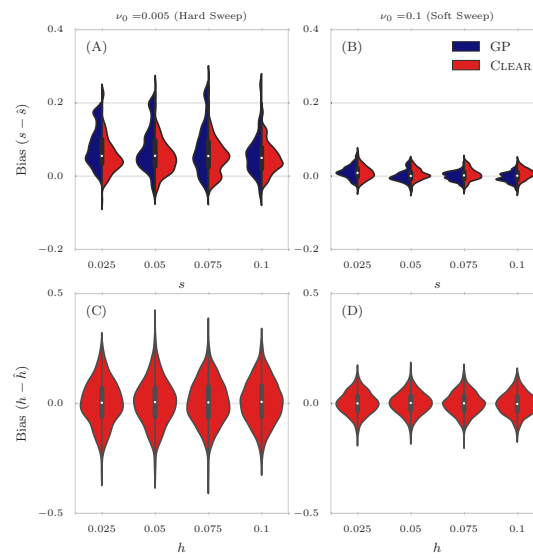 ν₀ =0.005 (Hard Sweep)
ν₀ =0.1 (Soft Sweep)
(A)
(B)
GP
CLEAR
Bias (s − ŝ)
0.4
0.2
0.0
−0.2
0.025 0.05 0.075 0.1
s
0.025 0.05 0.075 0.1
s
(C)
(D)
Bias (h − ĥ)
0.5
0.0
−0.5
0.5
0.0
−0.5
0.025 0.05 0.075 0.1
h
0.025 0.05 0.075 0.1
h